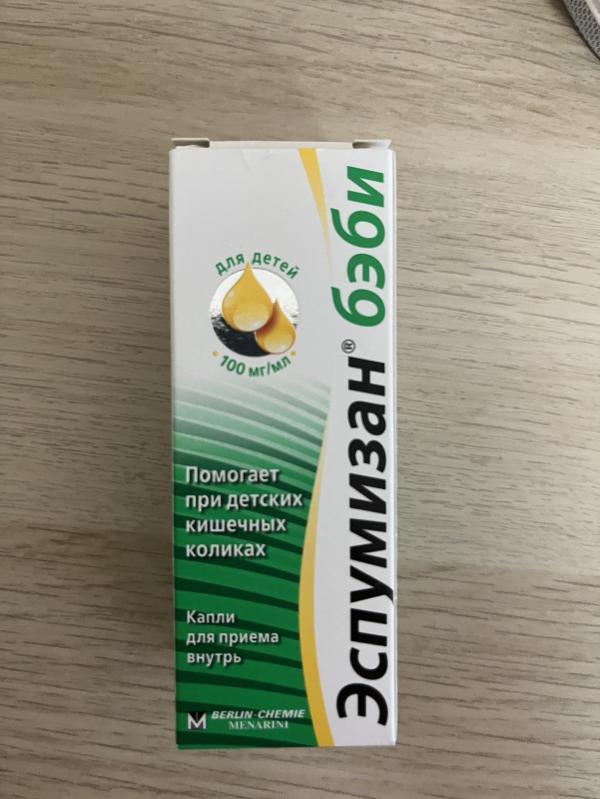 Эспумизан® бэби
для детей
100 мг/мл
Помогает
при детских
кишечных
коликах
Капли
для приема
внутрь
BERLIN-CHEMIE
MENARINI